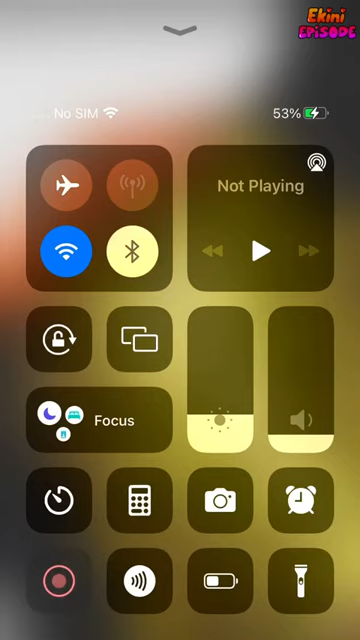 Ekini
EPISODE
No SIM
53%
Not Playing
Focus